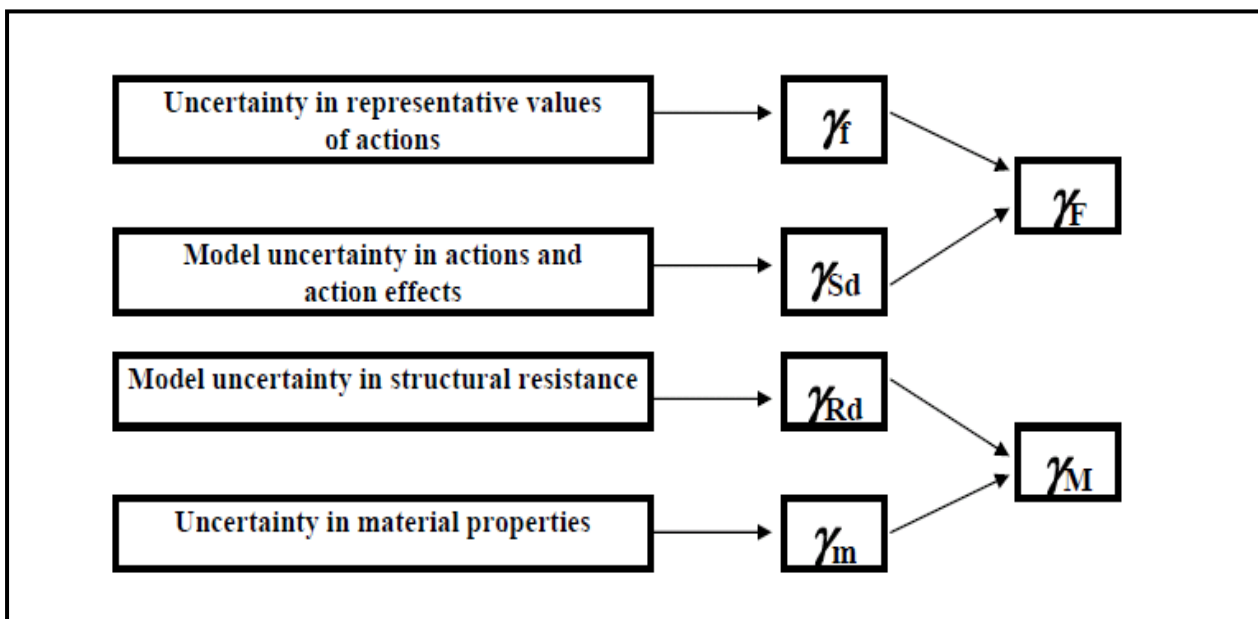 Uncertainty in representative values
of actions
γf
γF
Model uncertainty in actions and
action effects
γSd
Model uncertainty in structural resistance
γRd
γM
Uncertainty in material properties
γm